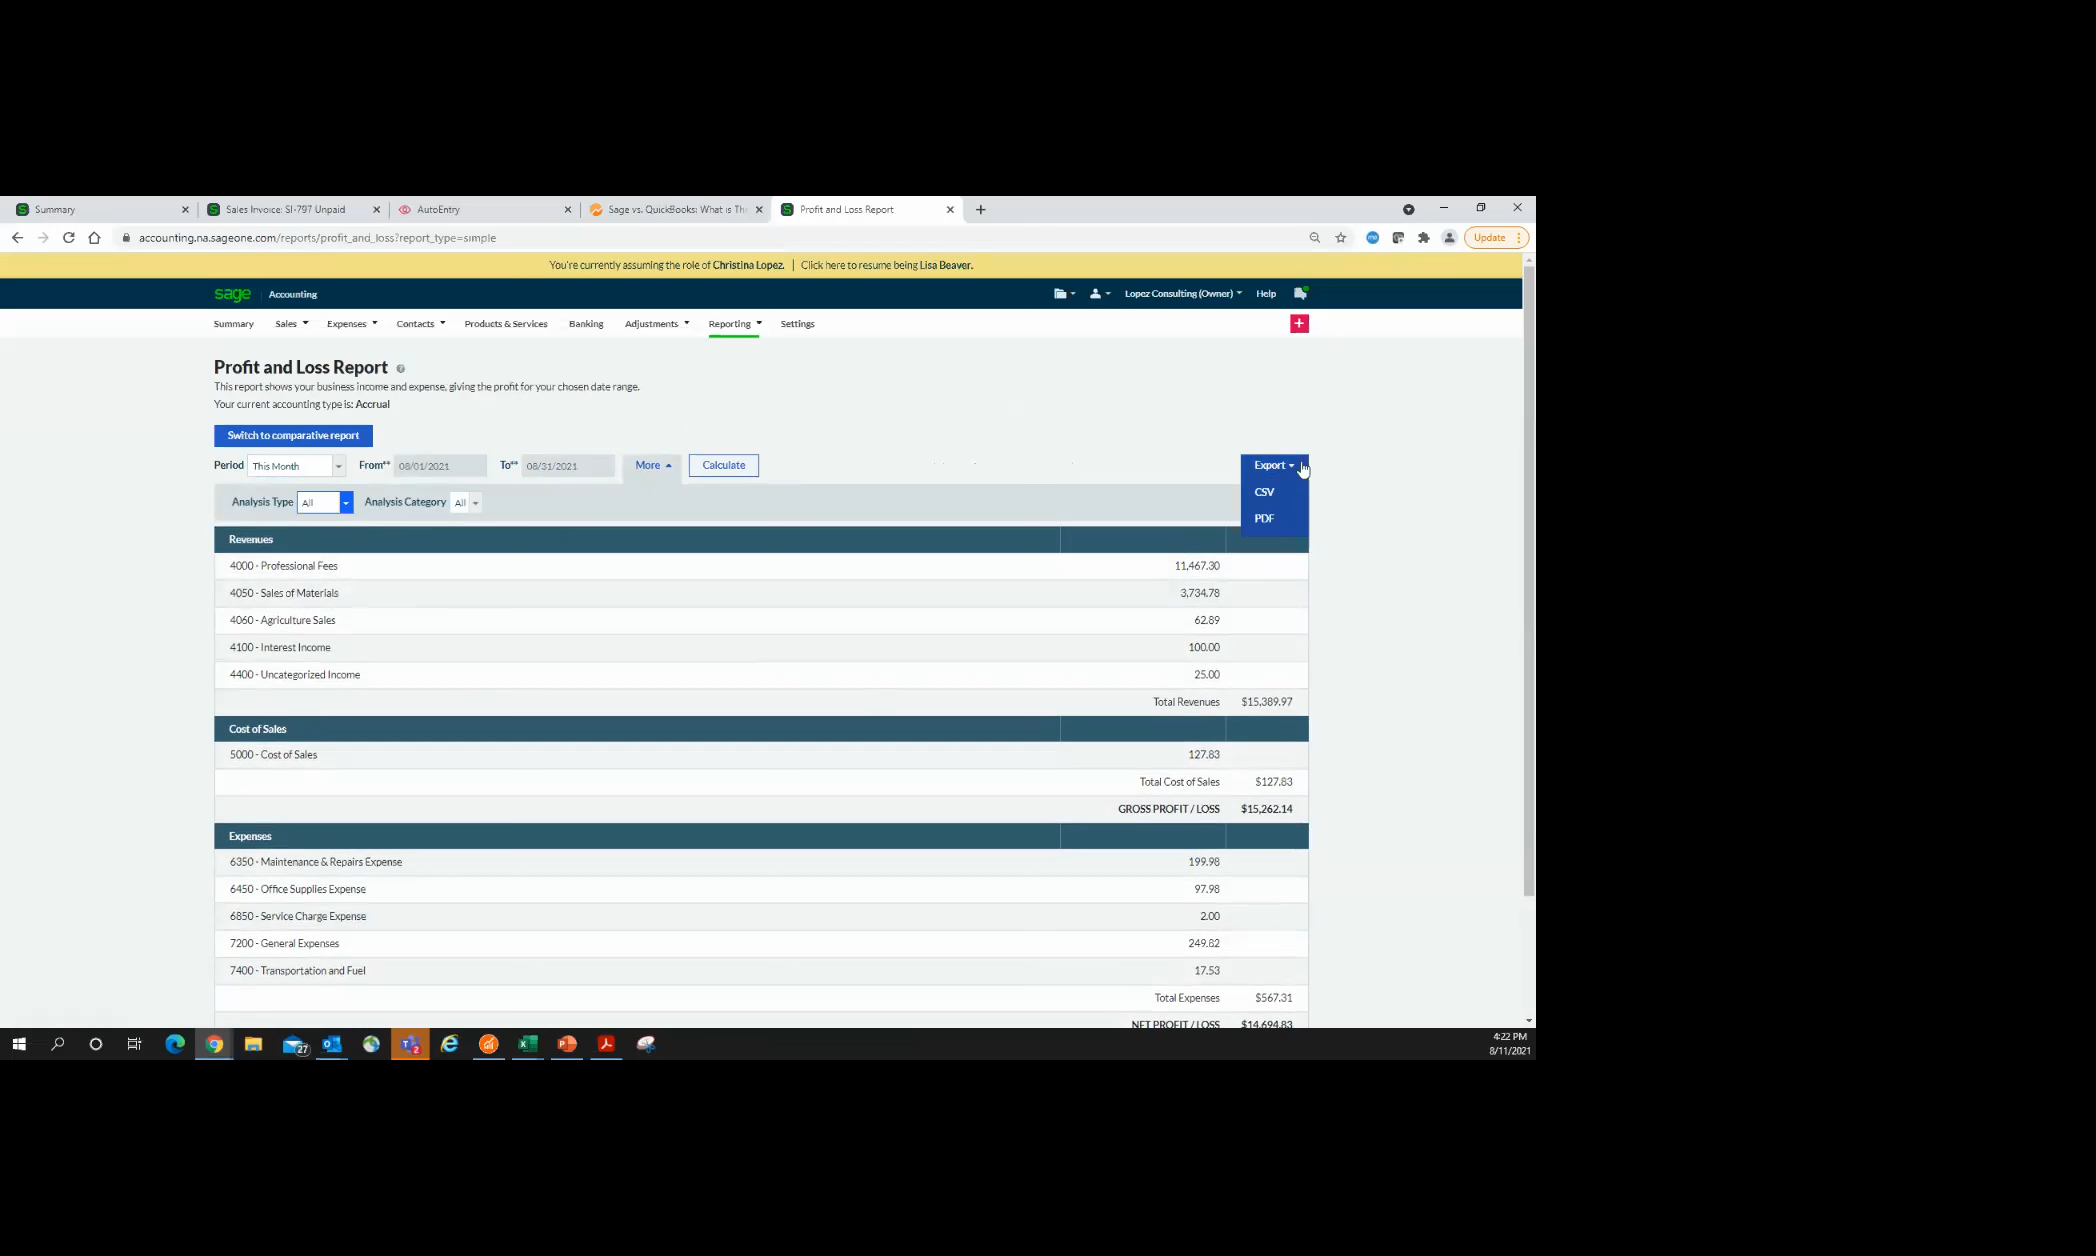 Summary
Sales Invoice: SI-797 Unpaid
AutoEntry
Sage vs. QuickBooks: What is Th
Profit and Loss Report
accounting.na.sageone.com/reports/profit_and_loss?report_type=simple
Update
You're currently assuming the role of Christina Lopez. | Click here to resume being Lisa Beaver.
sage Accounting
Lopez Consulting (Owner) Help
Summary Sales Expenses Contacts Products & Services Banking Adjustments Reporting Settings
Profit and Loss Report
This report shows your business income and expense, giving the profit for your chosen date range.
Your current accounting type is: Accrual
Switch to comparative report
Period This Month From** 08/01/2021 To** 08/31/2021 More Calculate Export
CSV
PDF
Analysis Type All Analysis Category All
Revenues
4000 - Professional Fees 11,467.30
4050 - Sales of Materials 3,734.78
4060 - Agriculture Sales 62.89
4100 - Interest Income 100.00
4400 - Uncategorized Income 25.00
Total Revenues $15,389.97
Cost of Sales
5000 - Cost of Sales 127.83
Total Cost of Sales $127.83
GROSS PROFIT / LOSS $15,262.14
Expenses
6350 - Maintenance & Repairs Expense 199.98
6450 - Office Supplies Expense 97.98
6850 - Service Charge Expense 2.00
7200 - General Expenses 249.82
7400 - Transportation and Fuel 17.53
Total Expenses $567.31
NET PROFIT / LOSS $14,694.83
27
2
4:22 PM
8/11/2021